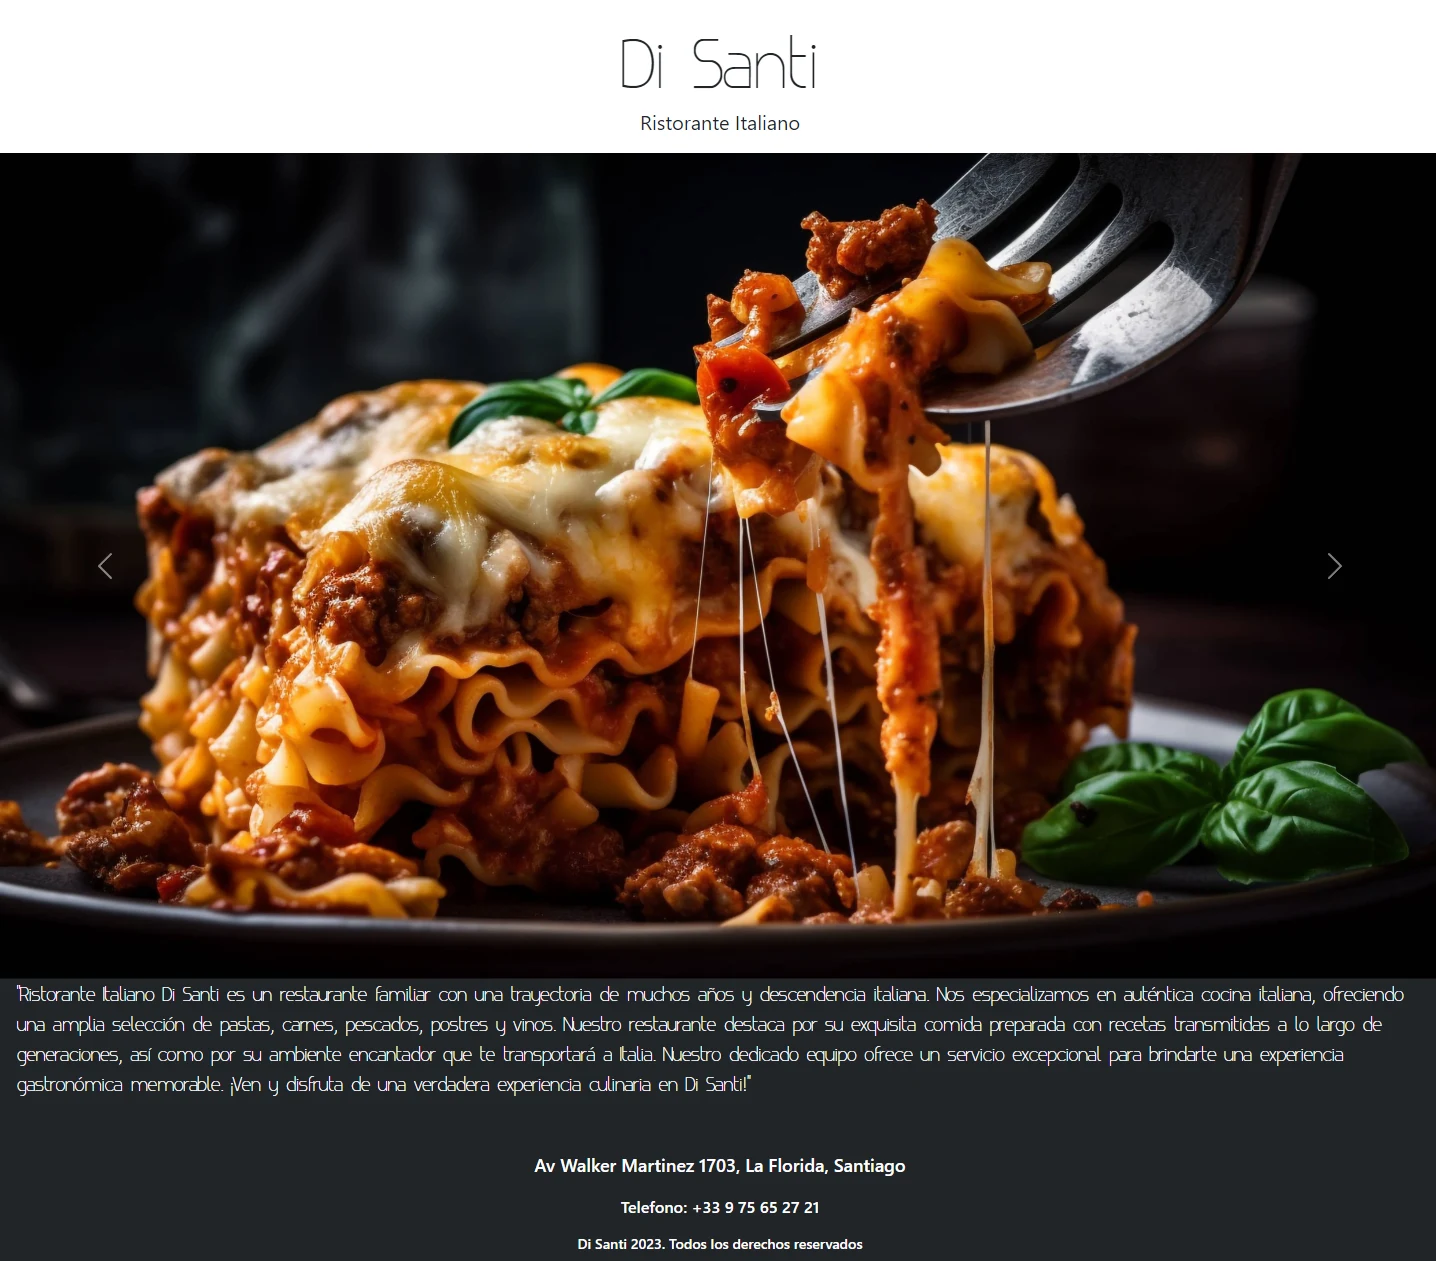 Di Santi
Ristorante Italiano
"Ristorante Italiano Di Santi es un restaurante familiar con una trayectoria de muchos años y descendencia italiana. Nos especializamos en auténtica cocina italiana, ofreciendo
una amplia selección de pastas, carnes, pescados, postres y vinos. Nuestro restaurante destaca por su exquisita comida preparada con recetas transmitidas a lo largo de
generaciones, así como por su ambiente encantador que te transportará a Italia. Nuestro dedicado equipo ofrece un servicio excepcional para brindarte una experiencia
gastronómica memorable. ¡Ven y disfruta de una verdadera experiencia culinaria en Di Santi!"
Av Walker Martinez 1703, La Florida, Santiago
Telefono: +33 9 75 65 27 21
Di Santi 2023. Todos los derechos reservados